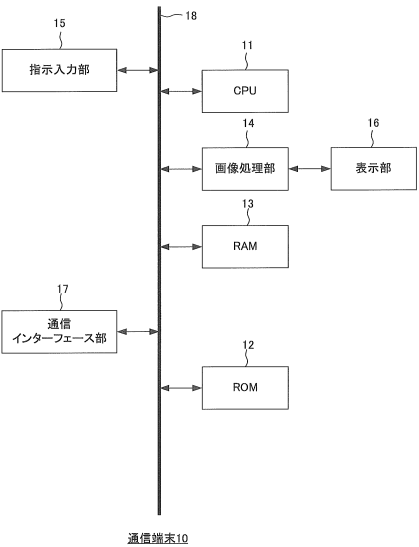 18
15
指示入力部
11
CPU
14
画像処理部
16
表示部
13
RAM
17
通信
インターフェース部
12
ROM
通信端末10